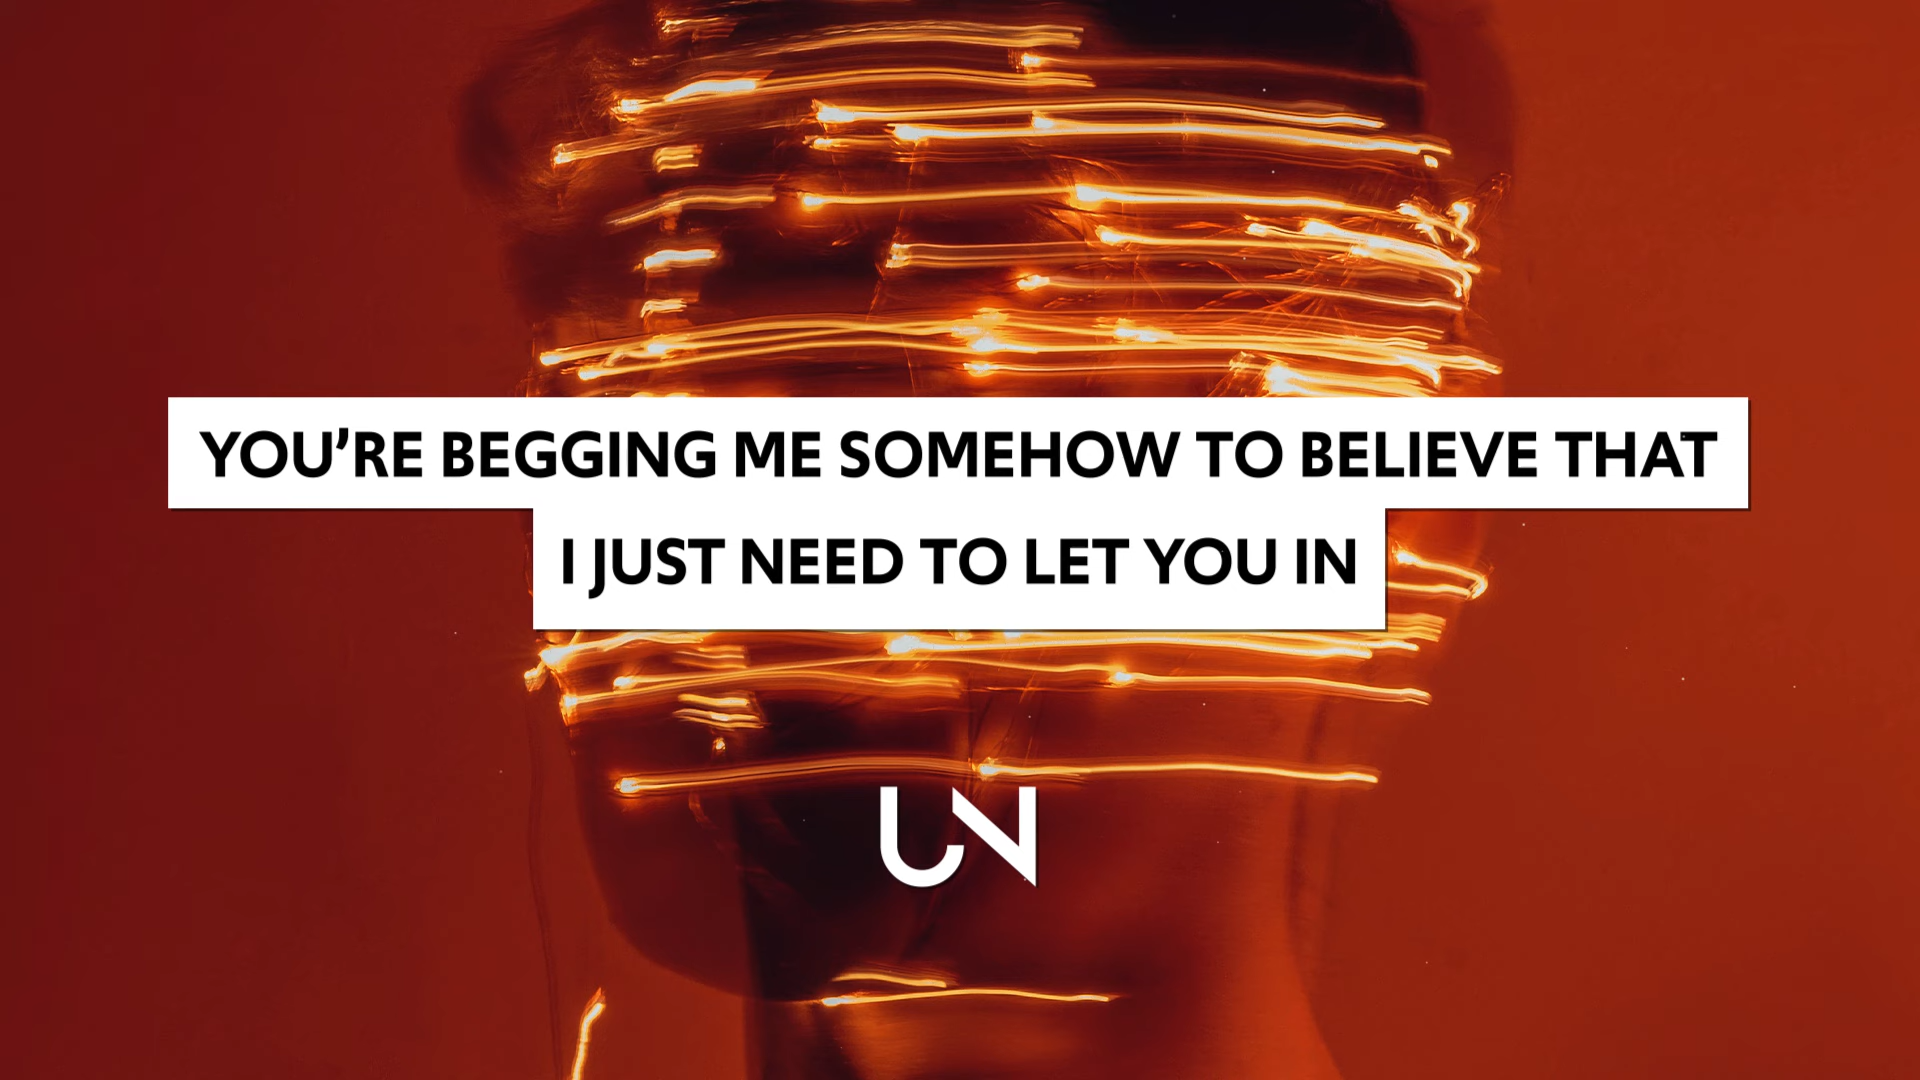 YOU’RE BEGGING ME SOMEHOW TO BELIEVE THAT
I JUST NEED TO LET YOU IN
UN